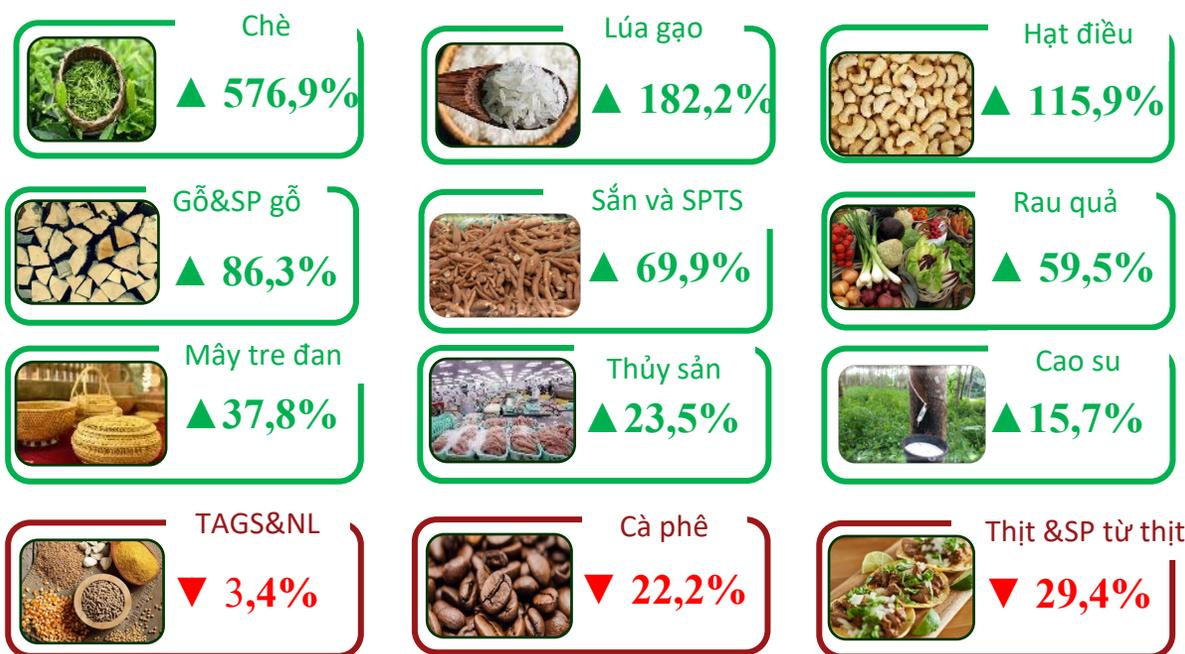 Chè
▲ 576,9%
Lúa gạo
▲ 182,2%
Hạt điều
▲ 115,9%
Gỗ&SP gỗ
▲ 86,3%
Sắn và SPTS
▲ 69,9%
Rau quả
▲ 59,5%
Mây tre đan
▲37,8%
Thủy sản
▲23,5%
Cao su
▲15,7%
TAGS&NL
▼ 3,4%
Cà phê
▼ 22,2%
Thịt &SP từ thịt
▼ 29,4%